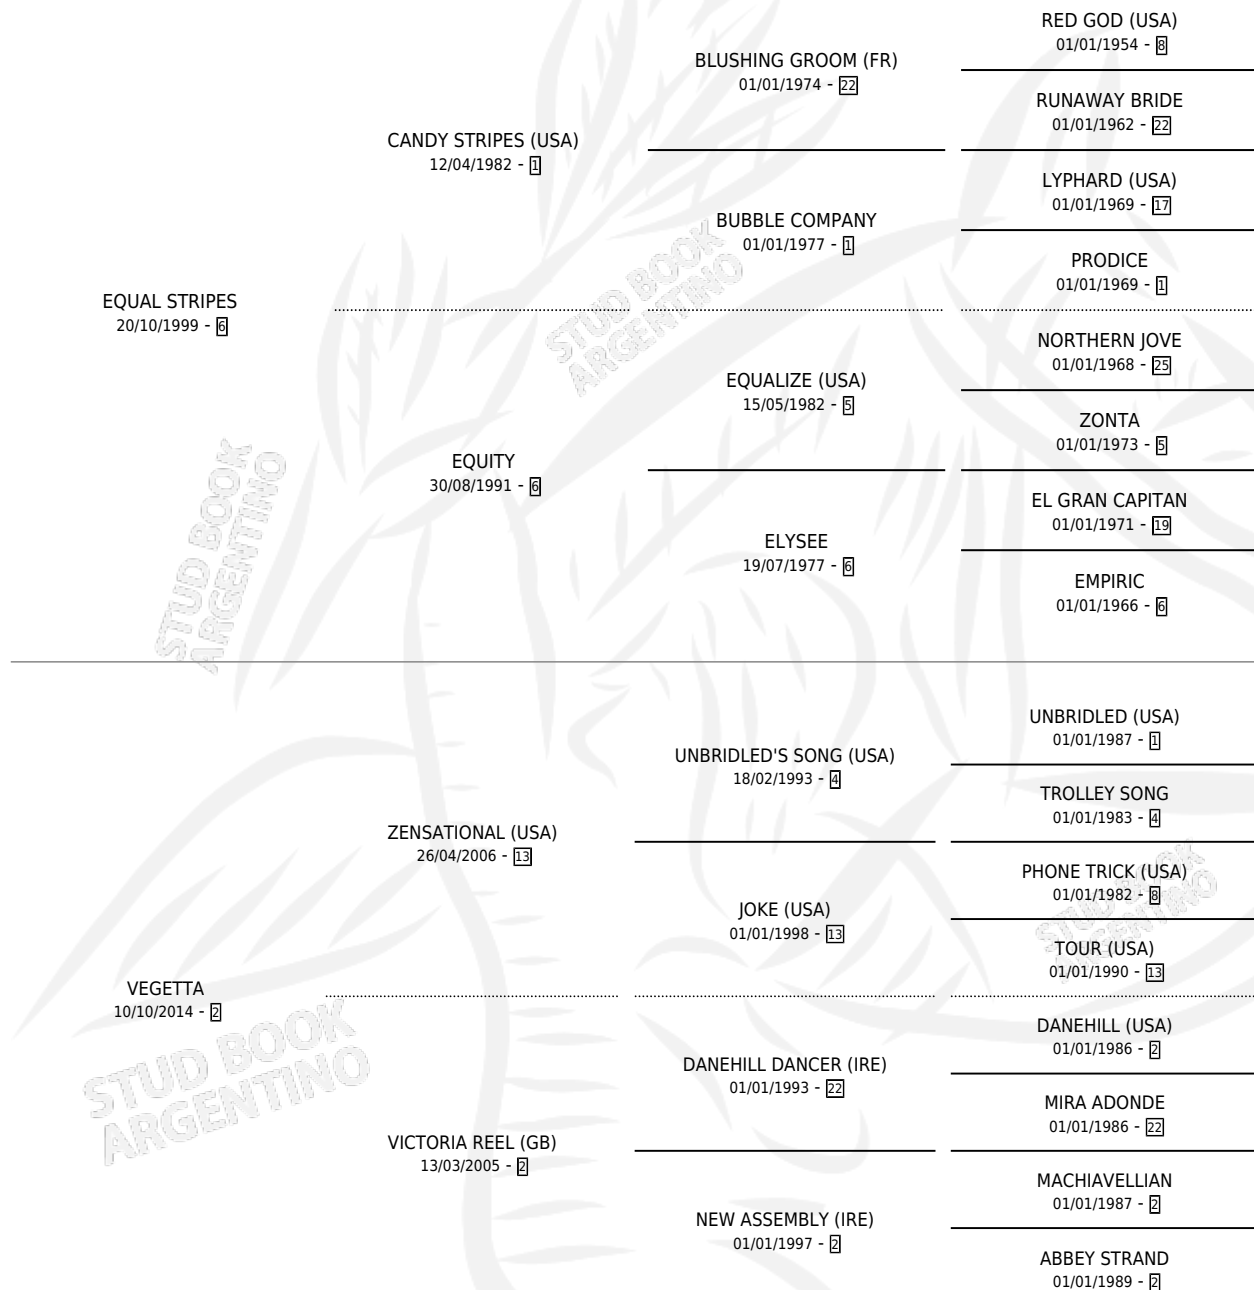 RED GOD (USA)
01/01/1954 - 8
BLUSHING GROOM (FR)
01/01/1974 - 22
RUNAWAY BRIDE
01/01/1962 - 22
CANDY STRIPES (USA)
12/04/1982 - 1
LYPHARD (USA)
01/01/1969 - 17
BUBBLE COMPANY
01/01/1977 - 1
PRODICE
01/01/1969 - 1
EQUAL STRIPES
20/10/1999 - 6
STUD BOOK
ARGENTINO
NORTHERN JOVE
01/01/1968 - 25
EQUALIZE (USA)
15/05/1982 - 5
ZONTA
01/01/1973 - 5
EQUITY
30/08/1991 - 6
EL GRAN CAPITAN
01/01/1971 - 19
ELYSEE
19/07/1977 - 6
EMPIRIC
01/01/1966 - 6
STUD BOOK
ARGENTINO
UNBRIDLED (USA)
01/01/1987 - 1
UNBRIDLED'S SONG (USA)
18/02/1993 - 4
TROLLEY SONG
01/01/1983 - 4
ZENSATIONAL (USA)
26/04/2006 - 13
PHONE TRICK (USA)
01/01/1982 - 8
JOKE (USA)
01/01/1998 - 13
STUD BOOK
ARGENTINO
TOUR (USA)
01/01/1990 - 13
VEGETTA
10/10/2014 - 2
STUD BOOK
ARGENTINO
DANEHILL (USA)
01/01/1986 - 2
DANEHILL DANCER (IRE)
01/01/1993 - 22
MIRA ADONDE
01/01/1986 - 22
VICTORIA REEL (GB)
13/03/2005 - 2
MACHIAVELLIAN
01/01/1987 - 2
NEW ASSEMBLY (IRE)
01/01/1997 - 2
ABBEY STRAND
01/01/1989 - 2